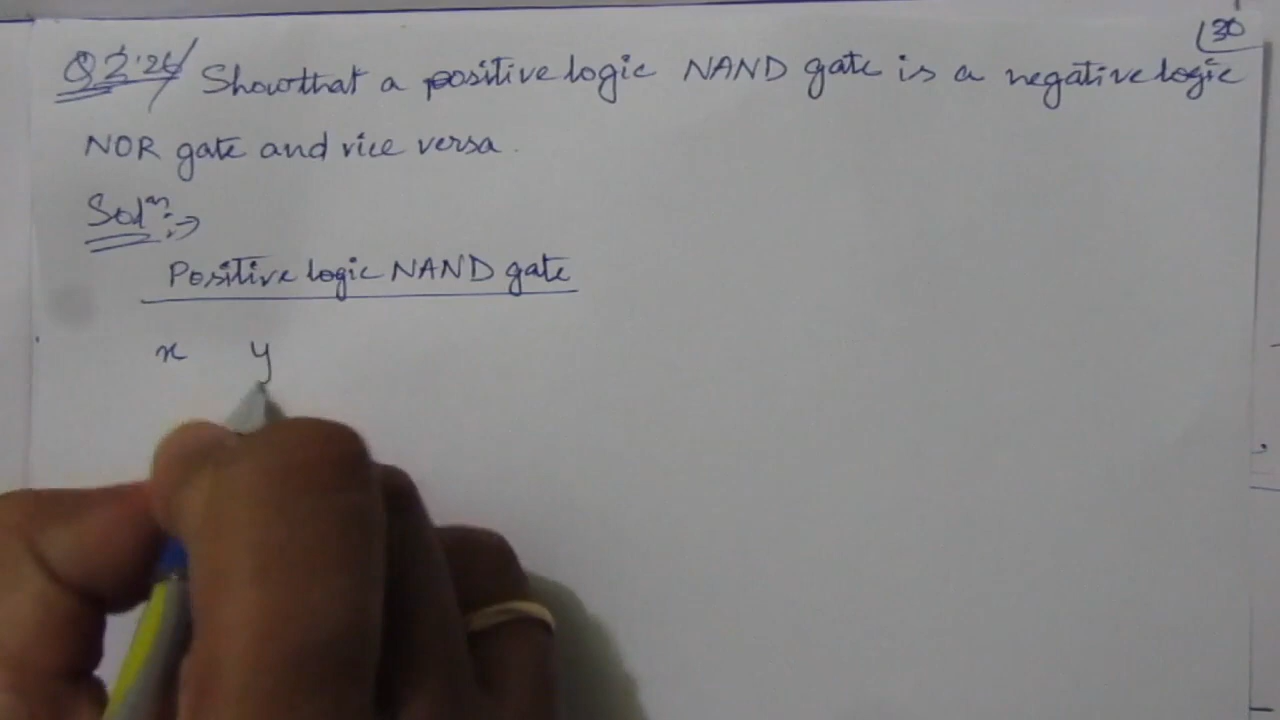 (30
Q2.26/ Show that a positive logic NAND gate is a negative logic
NOR gate and vice versa.
Solⁿ:→
Positive logic NAND gate
x y